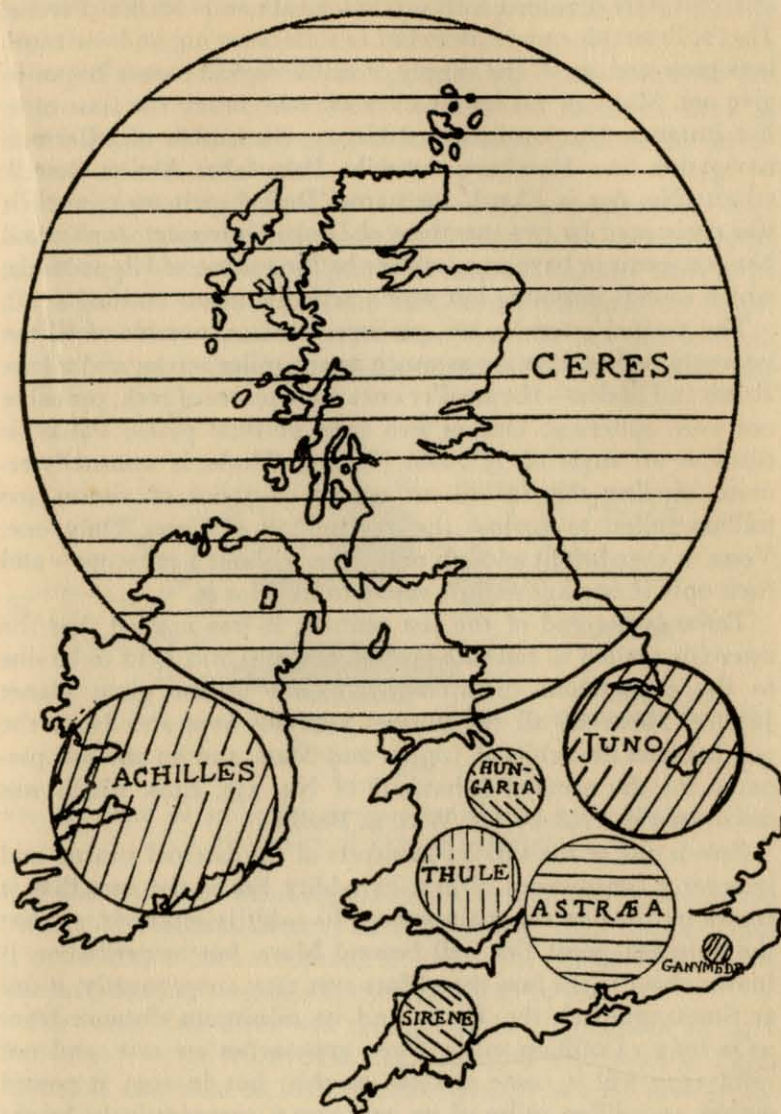 CERES
JUNO
ACHILLES
HUN-
GARIA
THULE
ASTRÆA
GANYMEDE
SIRENE